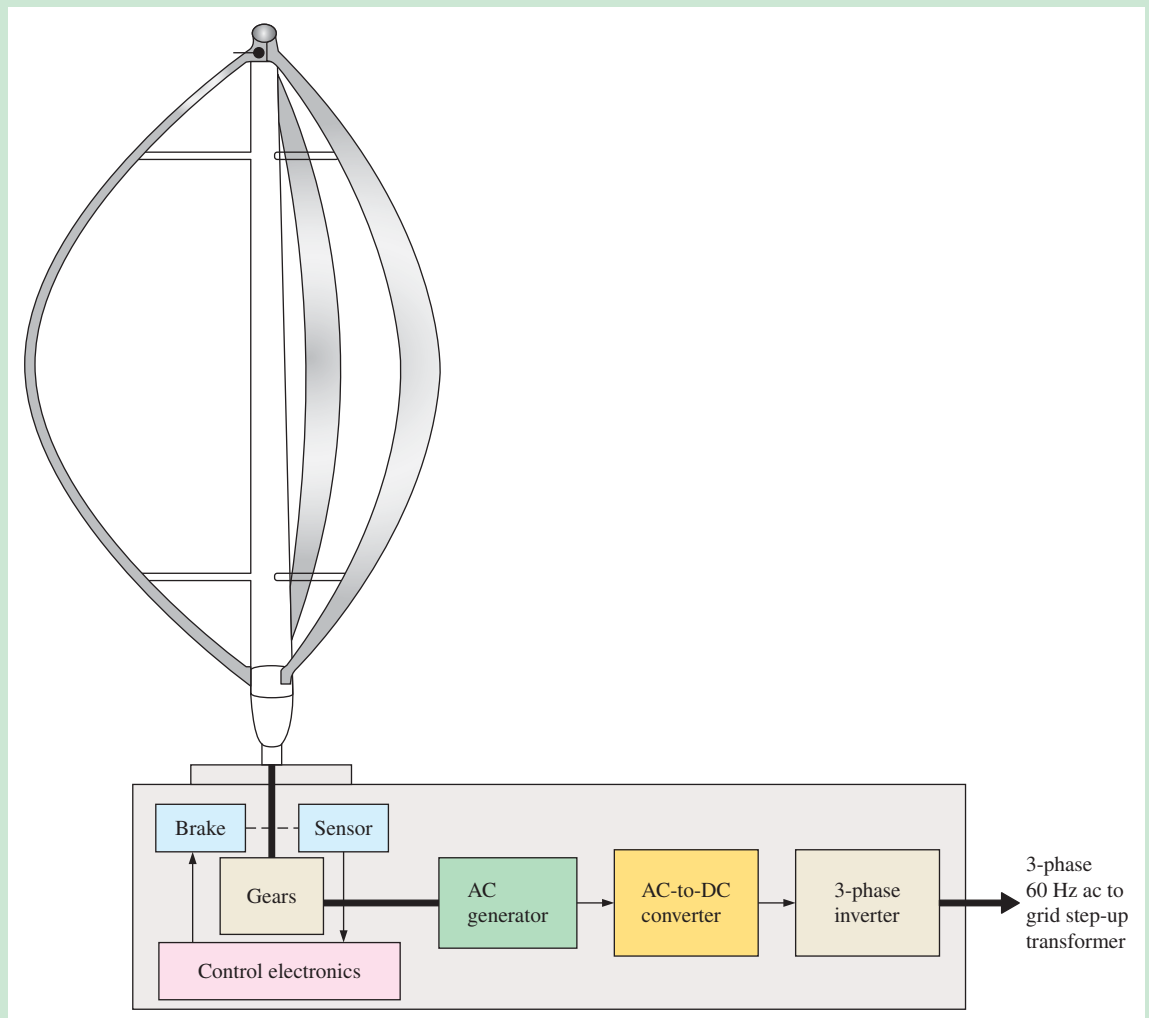 Brake
Sensor
Gears
AC
generator
AC-to-DC
converter
3-phase
inverter
3-phase
60 Hz ac to
grid step-up
transformer
Control electronics